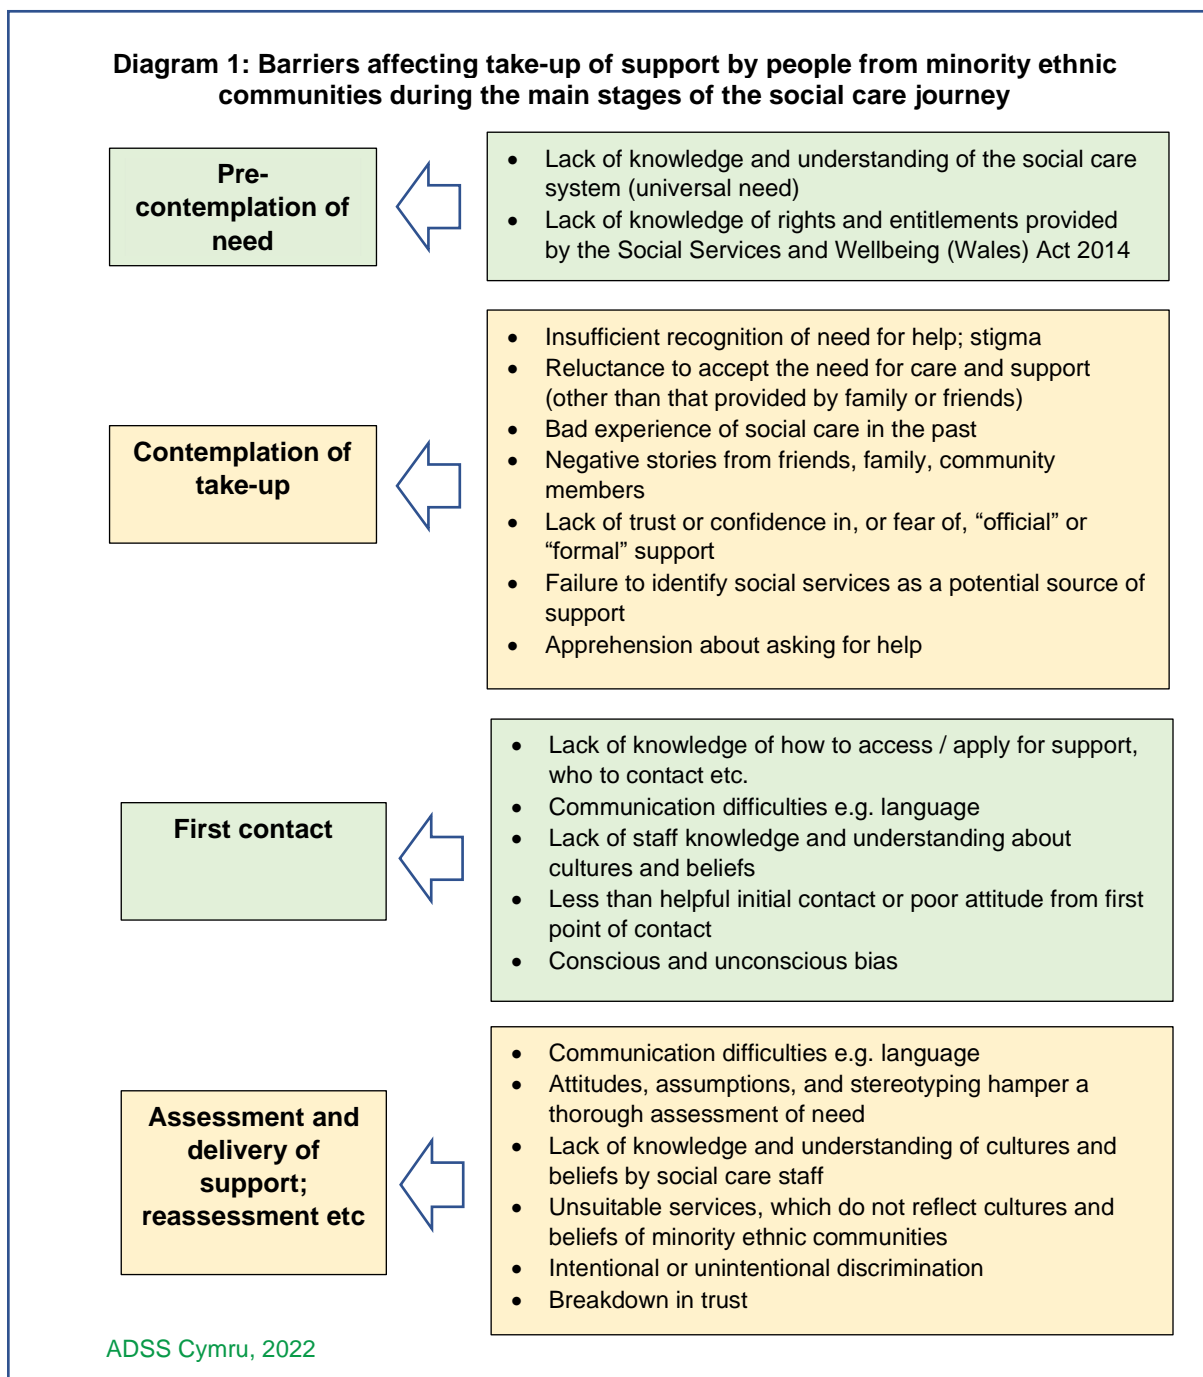 Diagram 1: Barriers affecting take-up of support by people from minority ethnic
communities during the main stages of the social care journey
Pre-
contemplation of
need
• Lack of knowledge and understanding of the social care
system (universal need)
• Lack of knowledge of rights and entitlements provided
by the Social Services and Wellbeing (Wales) Act 2014
Contemplation of
take-up
• Insufficient recognition of need for help; stigma
• Reluctance to accept the need for care and support
(other than that provided by family or friends)
• Bad experience of social care in the past
• Negative stories from friends, family, community
members
• Lack of trust or confidence in, or fear of, “official” or
“formal” support
• Failure to identify social services as a potential source of
support
• Apprehension about asking for help
First contact
• Lack of knowledge of how to access / apply for support,
who to contact etc.
• Communication difficulties e.g. language
• Lack of staff knowledge and understanding about
cultures and beliefs
• Less than helpful initial contact or poor attitude from first
point of contact
• Conscious and unconscious bias
Assessment and
delivery of
support;
reassessment etc
• Communication difficulties e.g. language
• Attitudes, assumptions, and stereotyping hamper a
thorough assessment of need
• Lack of knowledge and understanding of cultures and
beliefs by social care staff
• Unsuitable services, which do not reflect cultures and
beliefs of minority ethnic communities
• Intentional or unintentional discrimination
• Breakdown in trust
ADSS Cymru, 2022